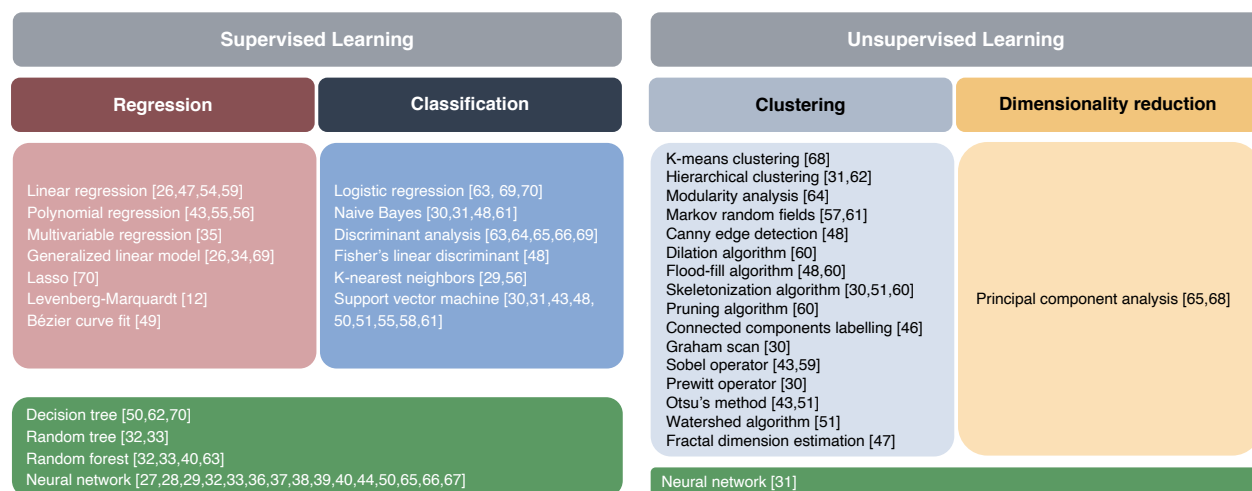 Supervised Learning
Regression
Classification
Linear regression [26,47,54,59]
Polynomial regression [43,55,56]
Multivariable regression [35]
Generalized linear model [26,34,69]
Lasso [70]
Levenberg-Marquardt [12]
Bézier curve fit [49]
Logistic regression [63, 69,70]
Naive Bayes [30,31,48,61]
Discriminant analysis [63,64,65,66,69]
Fisher's linear discriminant [48]
K-nearest neighbors [29,56]
Support vector machine [30,31,43,48,
50,51,55,58,61]
Decision tree [50,62,70]
Random tree [32,33]
Random forest [32,33,40,63]
Neural network [27,28,29,32,33,36,37,38,39,40,44,50,65,66,67]
Unsupervised Learning
Clustering
Dimensionality reduction
K-means clustering [68]
Hierarchical clustering [31,62]
Modularity analysis [64]
Markov random fields [57,61]
Canny edge detection [48]
Dilation algorithm [60]
Flood-fill algorithm [48,60]
Skeletonization algorithm [30,51,60]
Pruning algorithm [60]
Connected components labelling [46]
Graham scan [30]
Sobel operator [43,59]
Prewitt operator [30]
Otsu's method [43,51]
Watershed algorithm [51]
Fractal dimension estimation [47]
Principal component analysis [65,68]
Neural network [31]